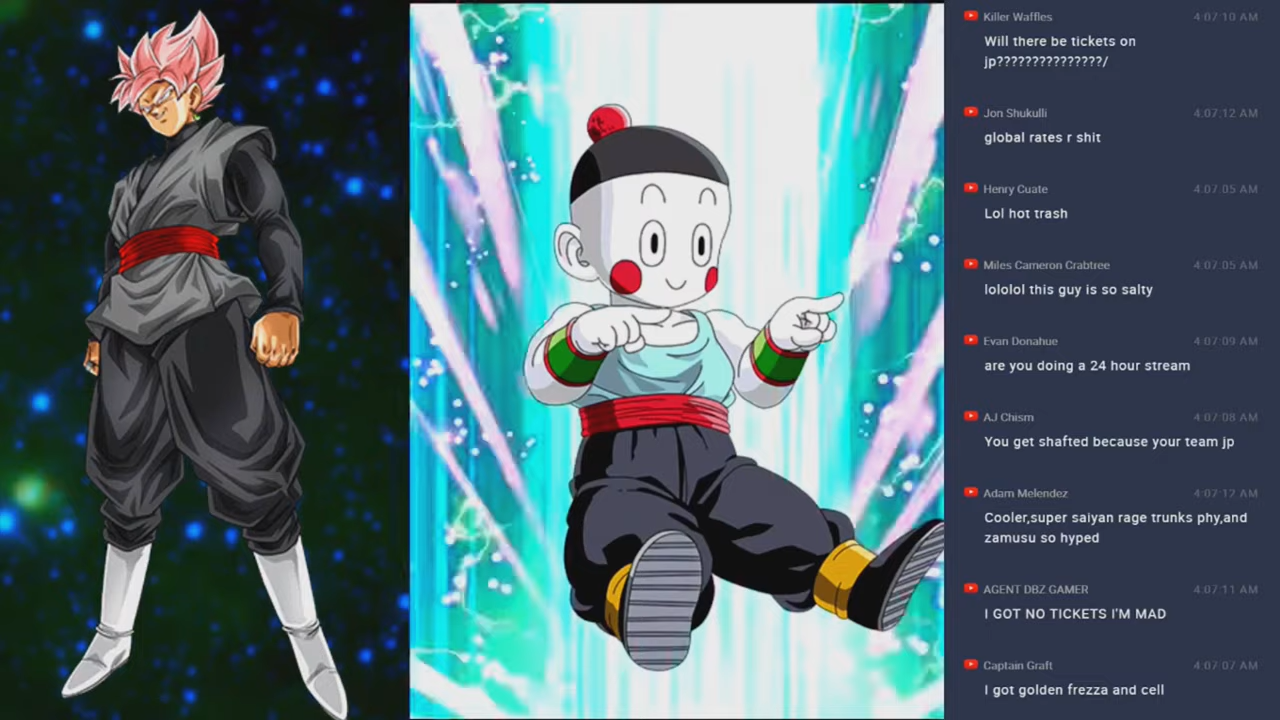 Killer Waffles 4:07:10 AM
Will there be tickets on
jp???????????????/
Jon Shukulli 4:07:12 AM
global rates r shit
Henry Cuate 4:07:05 AM
Lol hot trash
Miles Cameron Crabtree 4:07:05 AM
lololol this guy is so salty
Evan Donahue 4:07:09 AM
are you doing a 24 hour stream
AJ Chism 4:07:08 AM
You get shafted because your team jp
Adam Melendez 4:07:12 AM
Cooler,super saiyan rage trunks phy,and
zamusu so hyped
AGENT DBZ GAMER 4:07:11 AM
I GOT NO TICKETS I'M MAD
Captain Graft 4:07:07 AM
I got golden frezza and cell